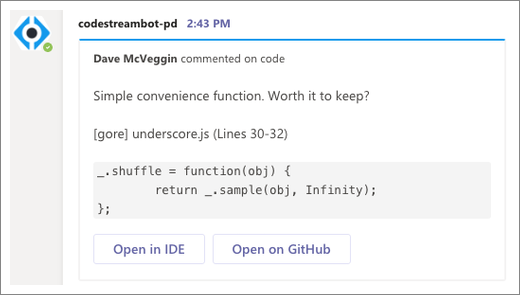 codestreambot-pd 2:43 PM
Dave McVeggin commented on code
Simple convenience function. Worth it to keep?
[gore] underscore.js (Lines 30-32)
_.shuffle = function(obj) {
        return _.sample(obj, Infinity);
};
Open in IDE Open on GitHub